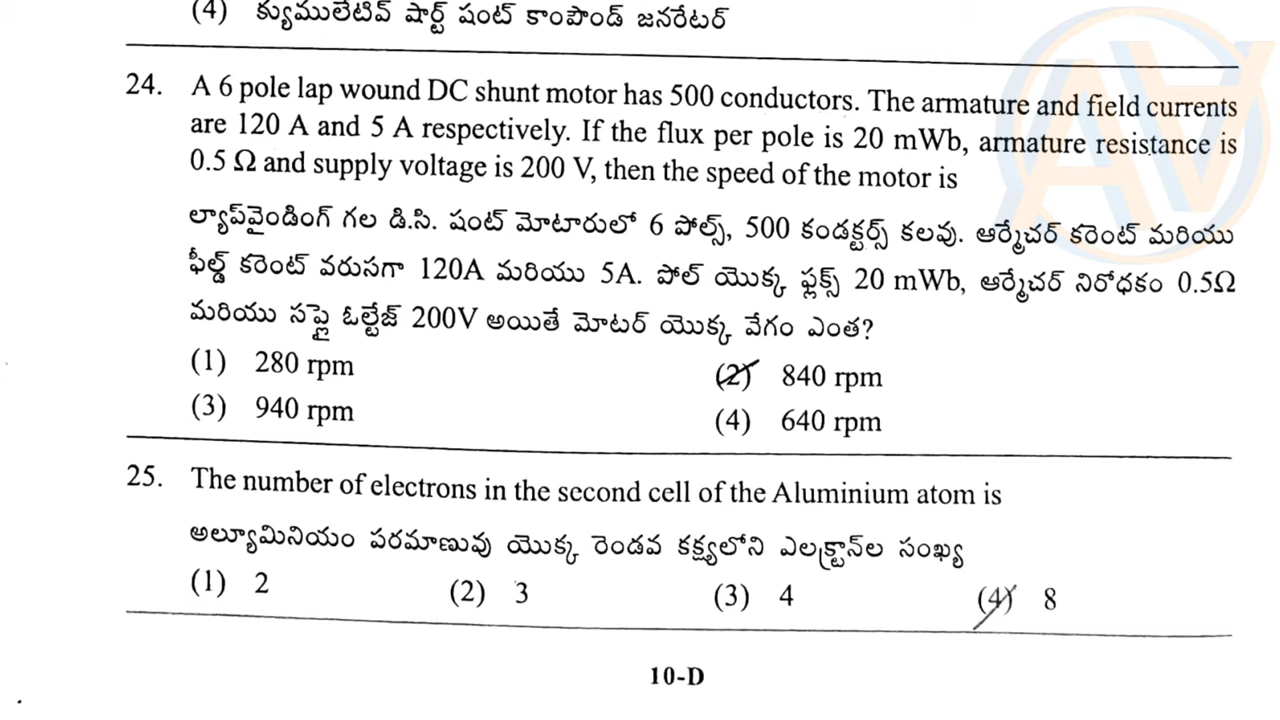 (4) క్యుములేటివ్ షార్ట్ షంట్ కాంపౌండ్ జనరేటర్
24. A 6 pole lap wound DC shunt motor has 500 conductors. The armature and field currents
are 120 A and 5 A respectively. If the flux per pole is 20 mWb, armature resistance is
0.5 Ω and supply voltage is 200 V, then the speed of the motor is
ల్యాప్‌వైండింగ్ గల డి.సి. షంట్ మోటారులో 6 పోల్స్, 500 కండక్టర్స్ కలవు. ఆర్మేచర్ కరెంట్ మరియు
ఫీల్డ్ కరెంట్ వరుసగా 120A మరియు 5A. పోల్ యొక్క ఫ్లక్స్ 20 mWb, ఆర్మేచర్ నిరోధకం 0.5Ω
మరియు సప్లై ఓల్టేజ్ 200V అయితే మోటర్ యొక్క వేగం ఎంత?
(1) 280 rpm (2) 840 rpm
(3) 940 rpm (4) 640 rpm
25. The number of electrons in the second cell of the Aluminium atom is
అల్యూమినియం పరమాణువు యొక్క రెండవ కక్ష్యలోని ఎలక్ట్రాన్‌ల సంఖ్య
(1) 2 (2) 3 (3) 4 (4) 8
10-D
AV